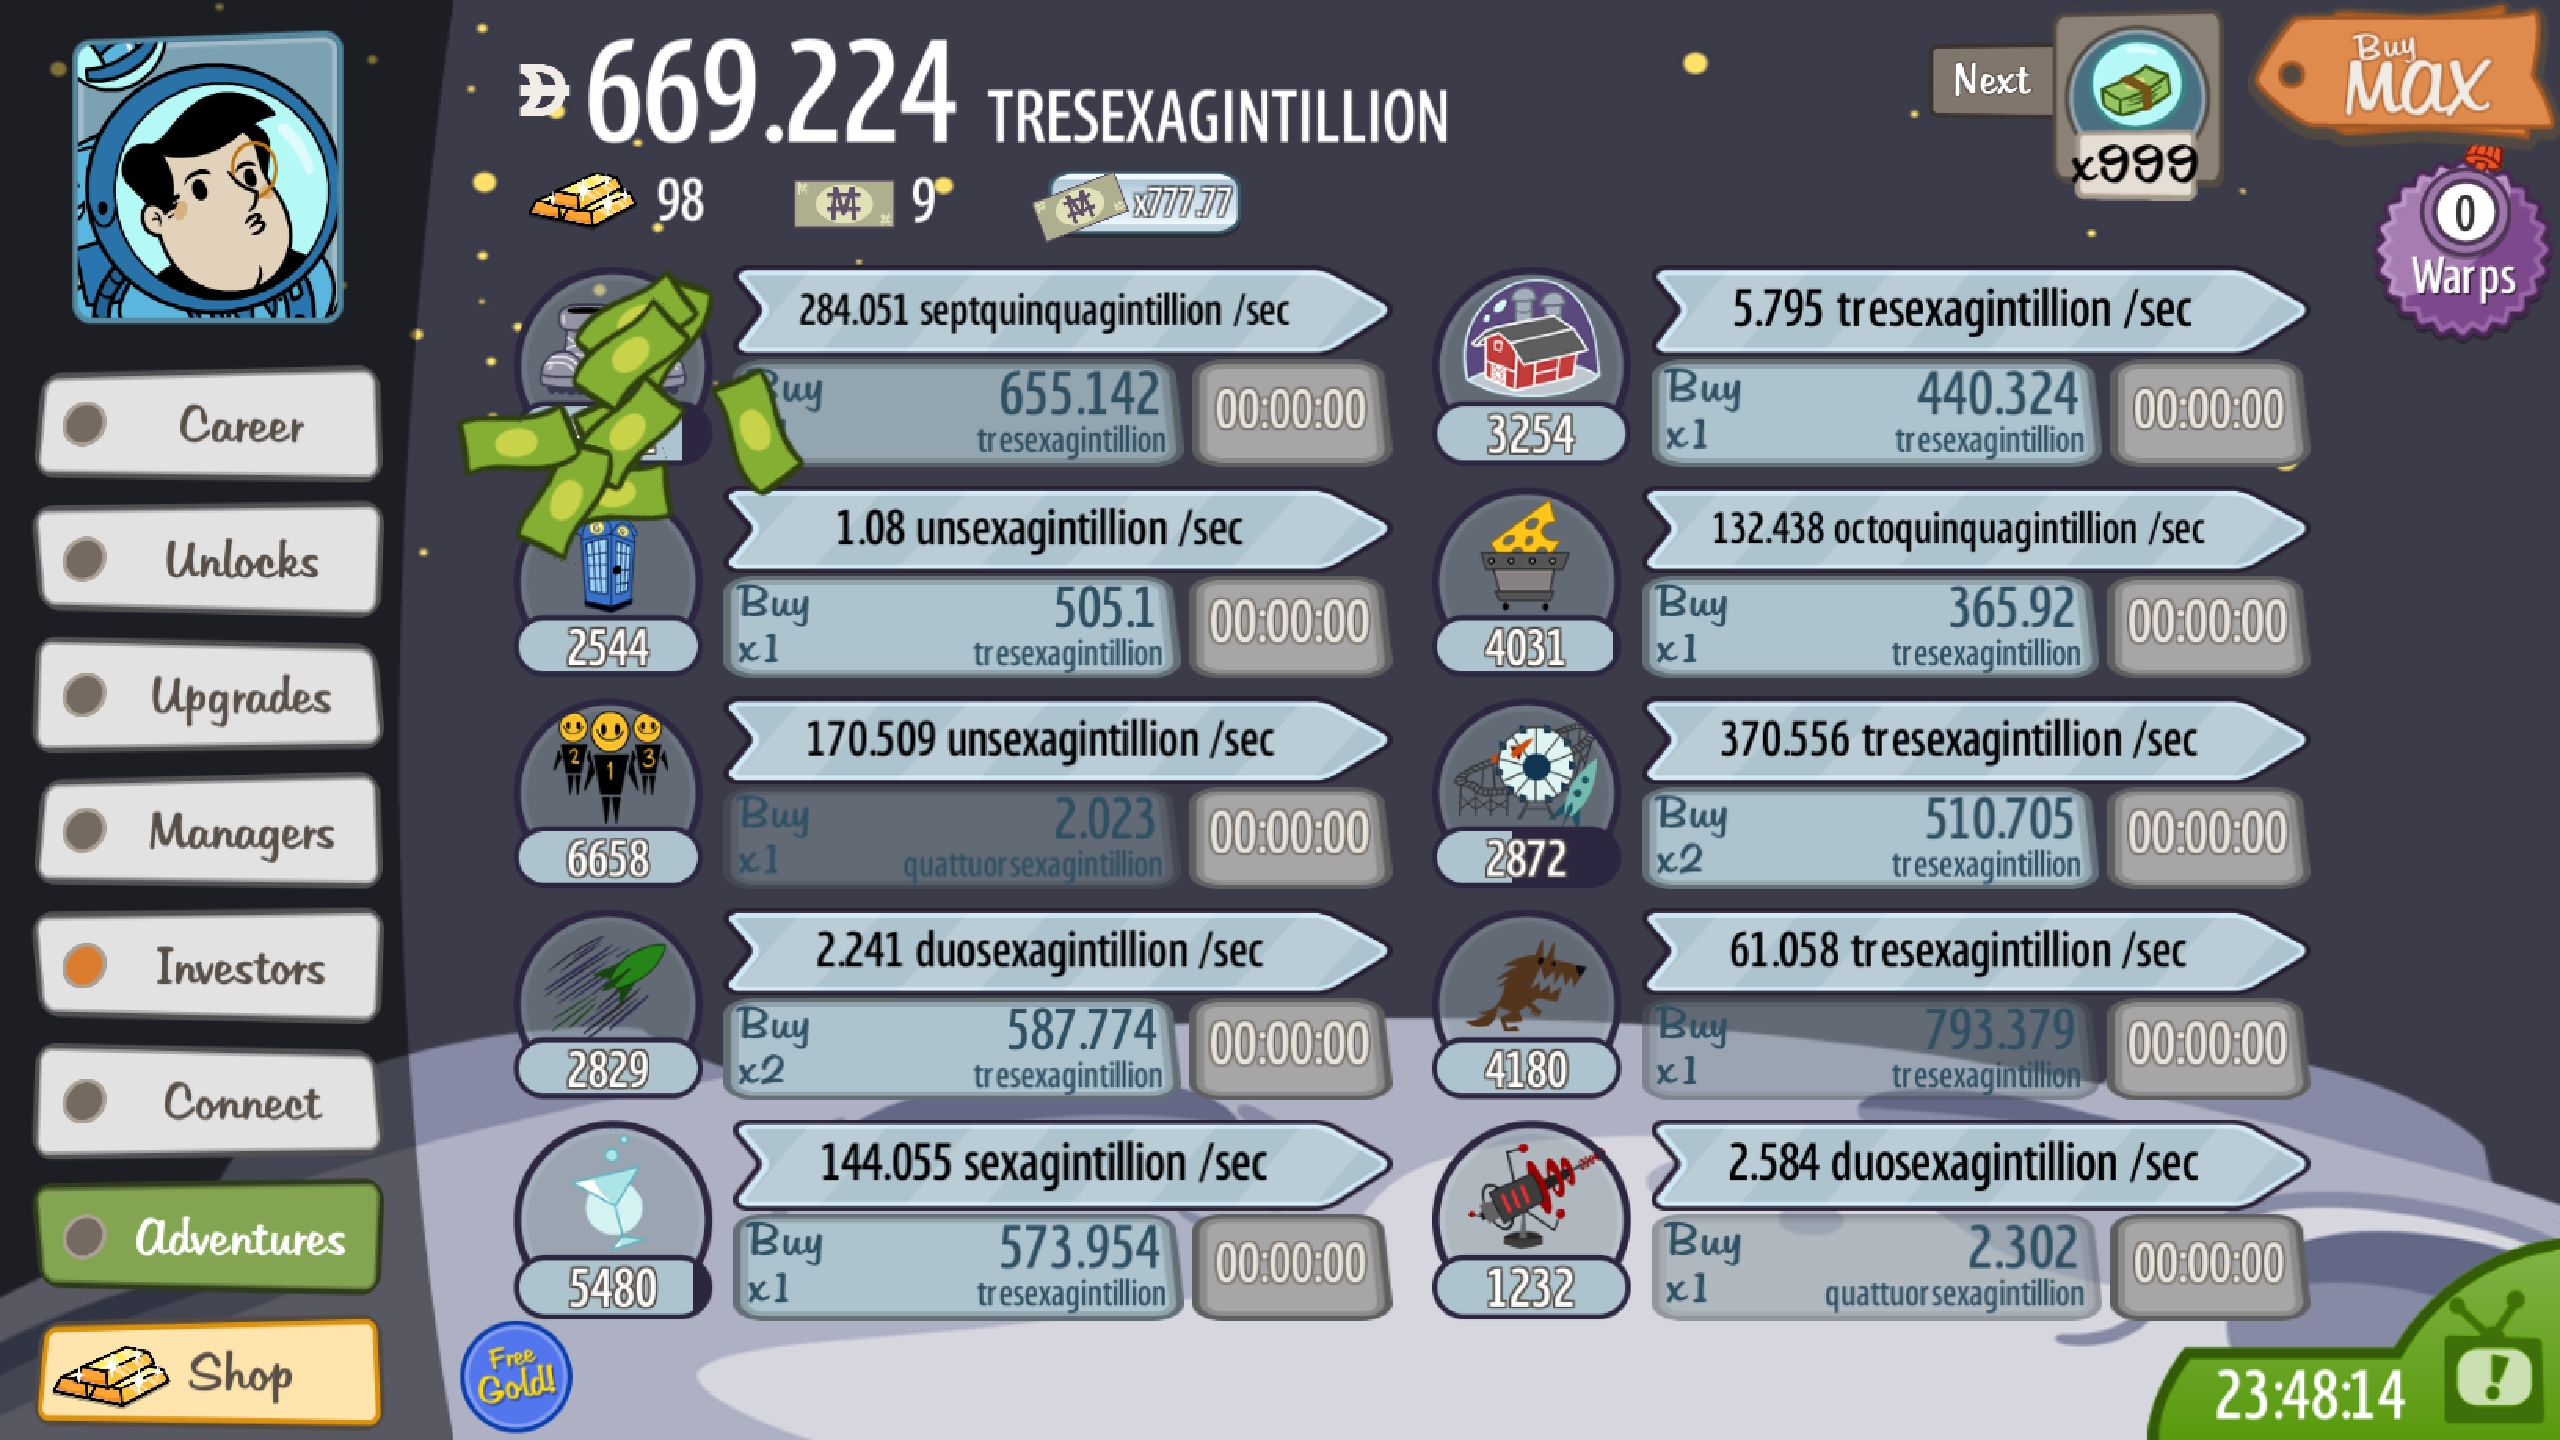 669.224 TRESEXAGINTILLION
98
9
x777.77
Next
x999
Buy
MAX
0
Warps
Career
Unlocks
Upgrades
Managers
Investors
Connect
Adventures
Shop
284.051 septquinquagintillion /sec
655.142
tresexagintillion
00:00:00
5.795 tresexagintillion /sec
3254
Buy
x1
440.324
tresexagintillion
00:00:00
1.08 unsexagintillion /sec
2544
Buy
x1
505.1
tresexagintillion
00:00:00
132.438 octoquinquagintillion /sec
4031
Buy
x1
365.92
tresexagintillion
00:00:00
170.509 unsexagintillion /sec
2
1
3
6658
Buy
x1
2.023
quattuorsexagintillion
00:00:00
370.556 tresexagintillion /sec
2872
Buy
x2
510.705
tresexagintillion
00:00:00
2.241 duosexagintillion /sec
2829
Buy
x2
587.774
tresexagintillion
00:00:00
61.058 tresexagintillion /sec
4180
Buy
x1
793.379
tresexagintillion
00:00:00
144.055 sexagintillion /sec
5480
Buy
x1
573.954
tresexagintillion
00:00:00
2.584 duosexagintillion /sec
1232
Buy
x1
2.302
quattuorsexagintillion
00:00:00
Free
Gold!
23:48:14